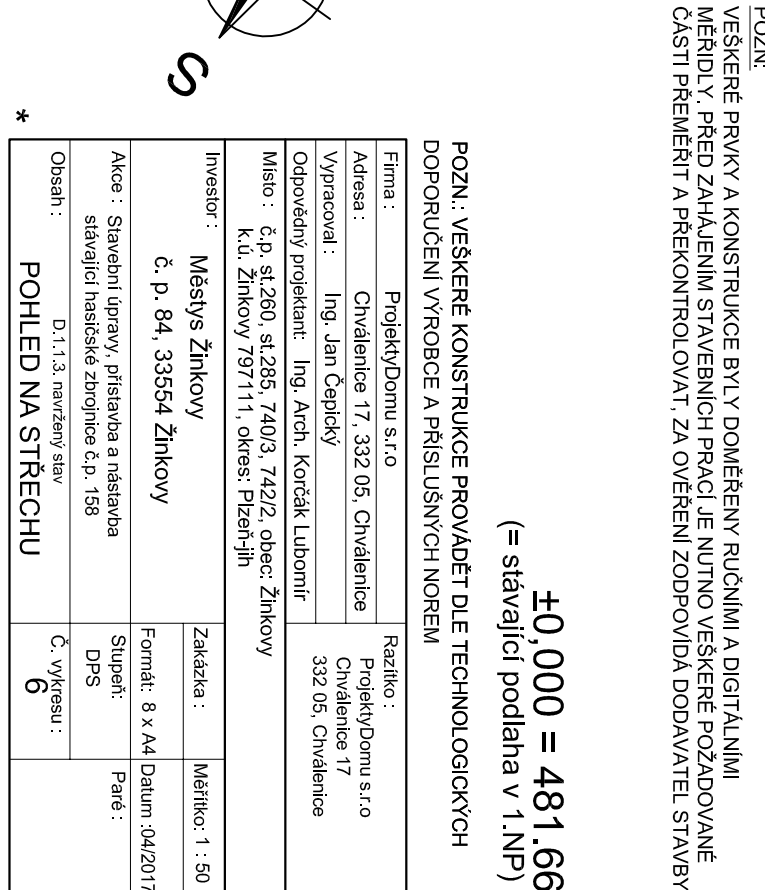 POZN:
VEŠKERÉ PRVKY A KONSTRUKCE BYLY DOMĚŘENY RUČNÍMI A DIGITÁLNÍMI
MĚŘIDLY. PŘED ZAHÁJENÍM STAVEBNÍCH PRACÍ JE NUTNO VEŠKERÉ POŽADOVANÉ
ČÁSTI PŘEMĚŘIT A PŘEKONTROLOVAT, ZA OVĚŘENÍ ZODPOVÍDÁ DODAVATEL STAVBY
±0,000 = 481.66
(= stávající podlaha v 1.NP)
POZN.: VEŠKERÉ KONSTRUKCE PROVÁDĚT DLE TECHNOLOGICKÝCH
DOPORUČENÍ VÝROBCE A PŘÍSLUŠNÝCH NOREM
Firma : ProjektyDomu s.r.o
Adresa : Chválenice 17, 332 05, Chválenice
Vypracoval : Ing. Jan Čepický
Odpovědný projektant: Ing. Arch. Korčák Lubomír
Razítko :
ProjektyDomu s.r.o
Chválenice 17
332 05, Chválenice
Místo : č.p. st.260, st.285, 740/3, 742/2, obec: Žinkovy
k.ú. Žinkovy 797111, okres: Plzeň-jih
Investor : Městys Žinkovy
č. p. 84, 33554 Žinkovy
Zakázka :
Měřítko: 1 : 50
Formát: 8 x A4
Datum :04/2017
Akce : Stavební úpravy, přístavba a nástavba
stávající hasičské zbrojnice č.p. 158
Stupeň:
DPS
Paré :
Obsah : D.1.1.3. navržený stav
POHLED NA STŘECHU
Č. vykresu :
6
*
S